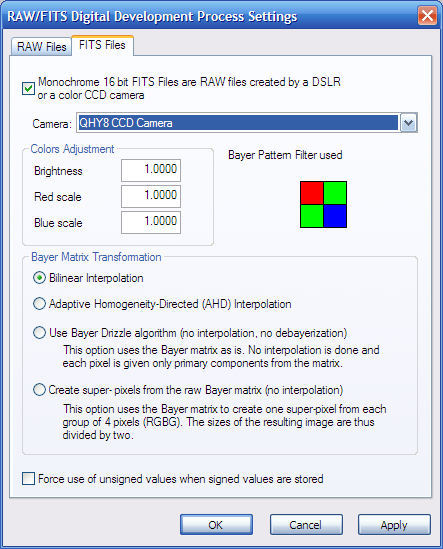 RAW/FITS Digital Development Process Settings
RAW Files
FITS Files
Monochrome 16 bit FITS Files are RAW files created by a DSLR
or a color CCD camera
Camera:
QHY8 CCD Camera
Colors Adjustment
Brightness
1.0000
Red scale
1.0000
Blue scale
1.0000
Bayer Pattern Filter used
Bayer Matrix Transfomation
Bilinear Interpolation
Adaptive Homogeneity-Directed (AHD) Interpolation
Use Bayer Drizzle algorithm (no interpolation, no debayerization)
This option uses the Bayer matrix as is. No interpolation is done and
each pixel is given only primary components from the matrix.
Create super-pixels from the raw Bayer matrix (no interpolation)
This option uses the Bayer matrix to create one super-pixel from each
group of 4 pixels (RGBG). The sizes of the resulting image are thus
divided by two.
Force use of unsigned values when signed values are stored
OK
Cancel
Apply